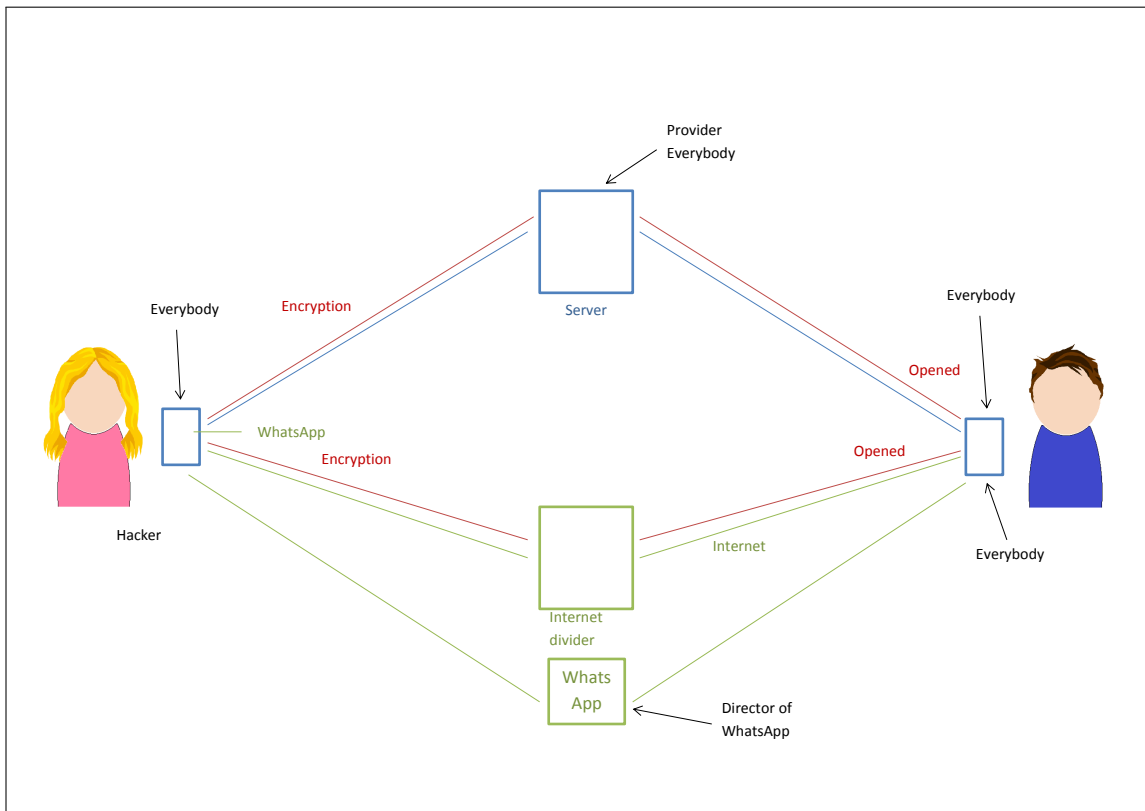 Provider
Everybody
Everybody
Encryption
Server
Everybody
Opened
WhatsApp
Encryption
Opened
Hacker
Internet
Everybody
Internet
divider
Whats
App
Director of
WhatsApp